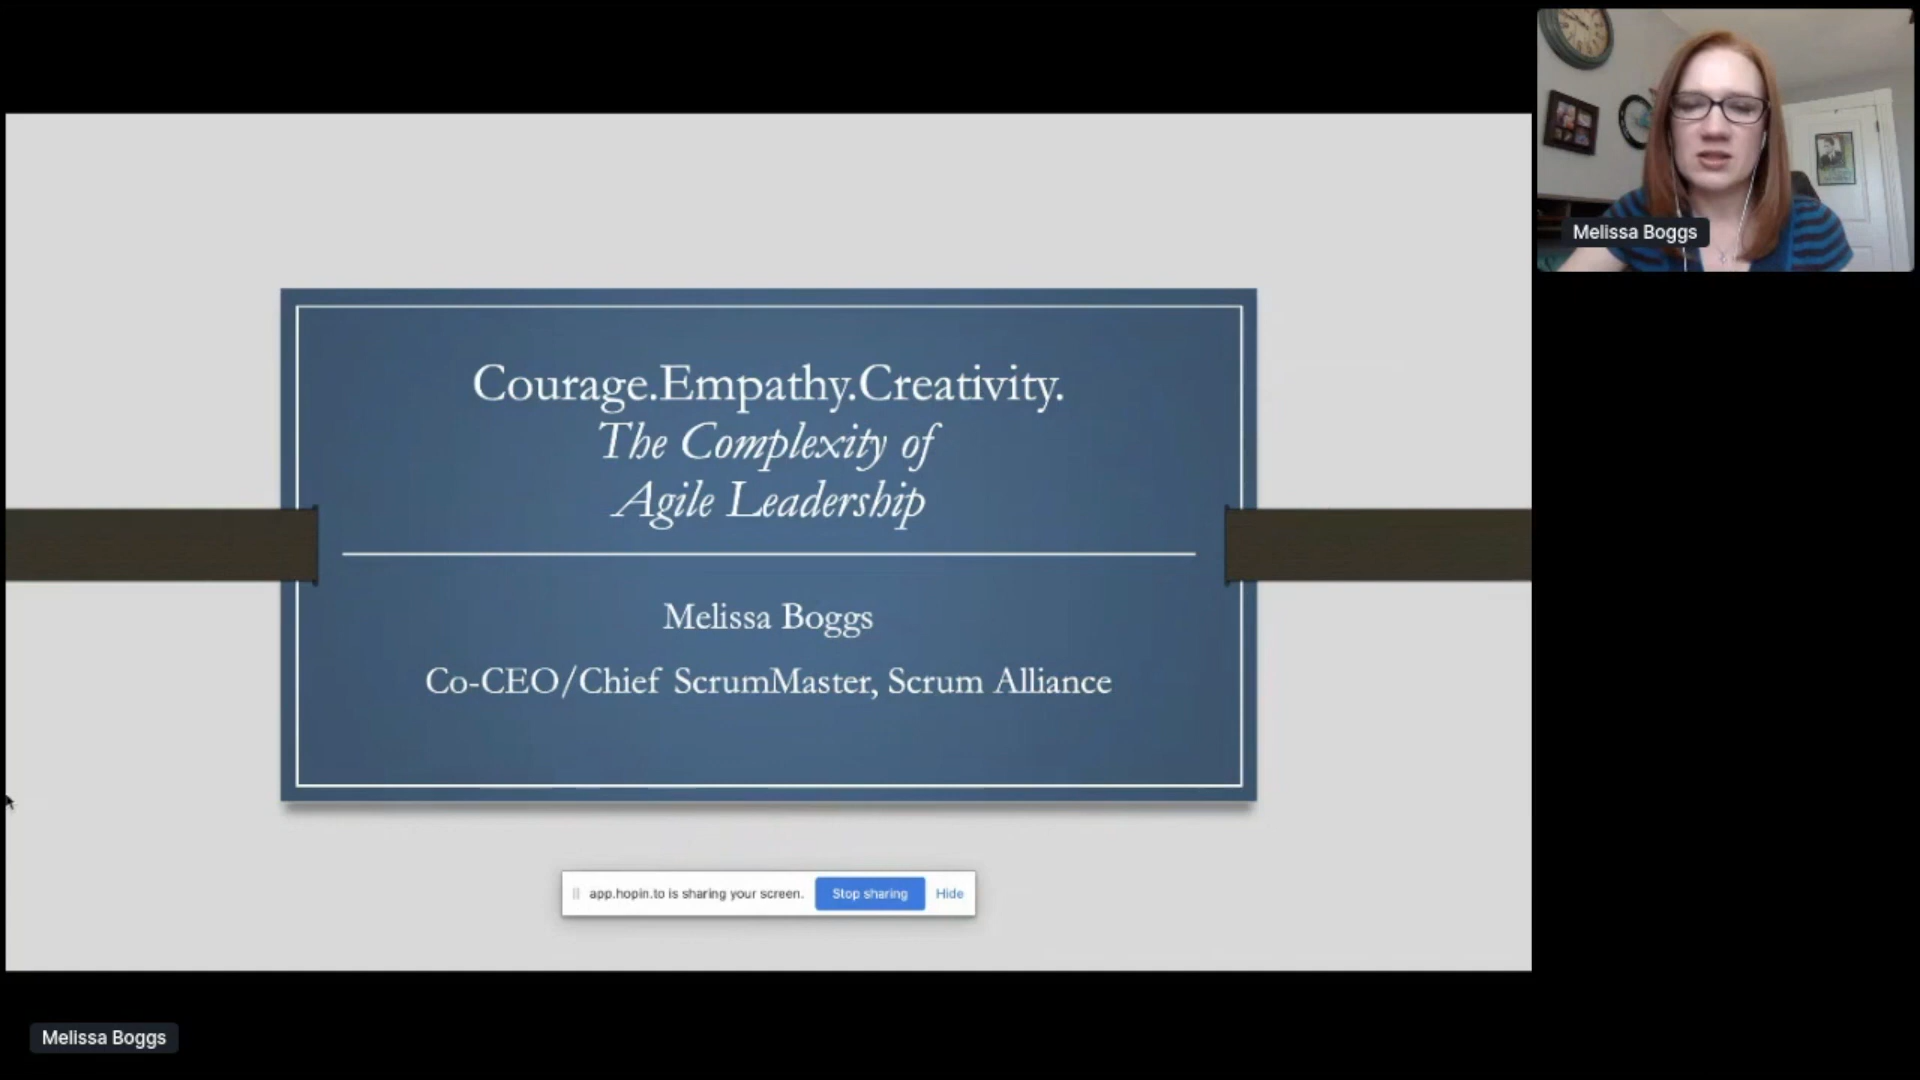 Courage.Empathy.Creativity.
The Complexity of
Agile Leadership
Melissa Boggs
Co-CEO/Chief ScrumMaster, Scrum Alliance
app.hopin.to is sharing your screen. Stop sharing Hide
Melissa Boggs
Melissa Boggs